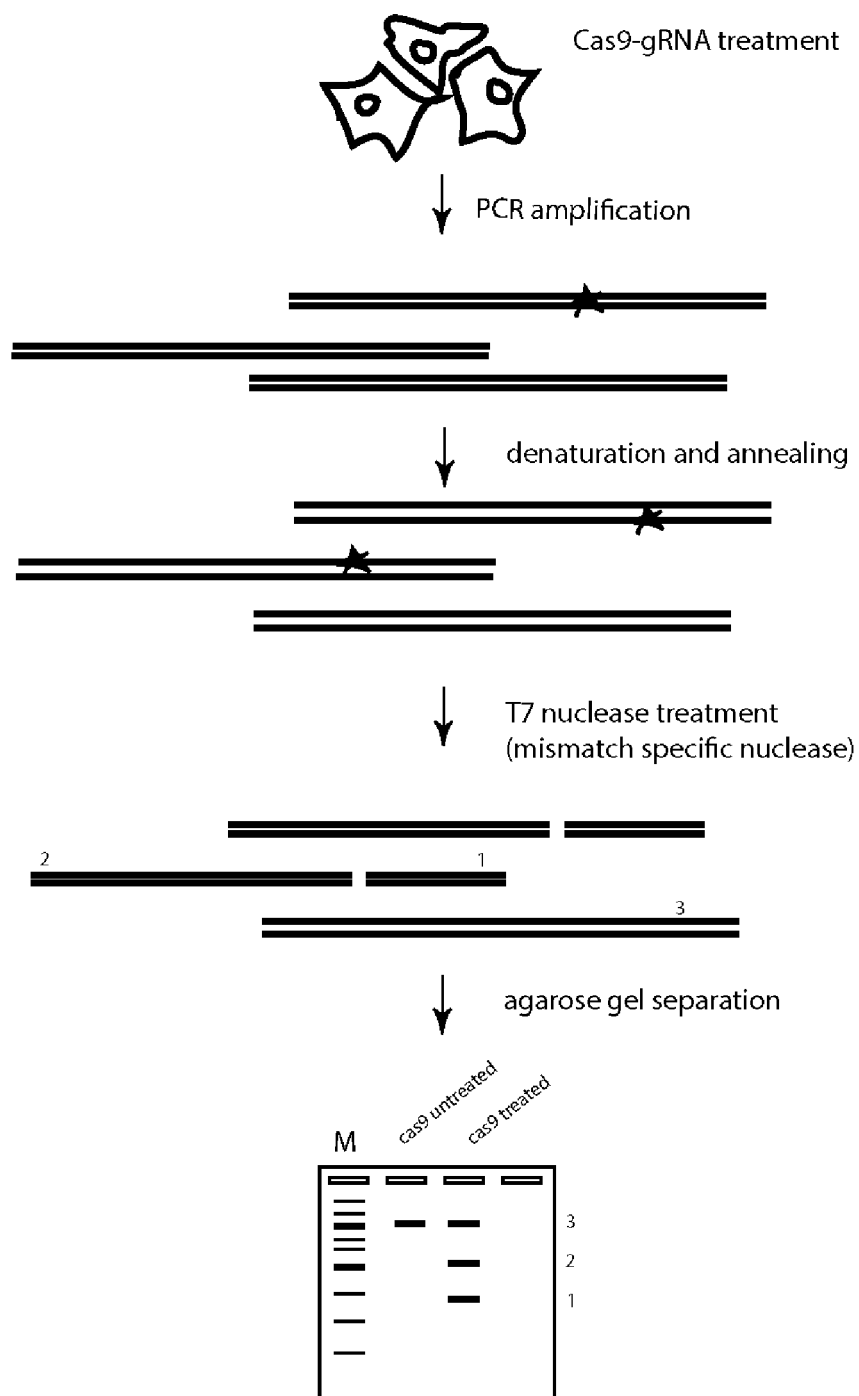 Cas9-gRNA treatment
PCR amplification
denaturation and annealing
T7 nuclease treatment
(mismatch specific nuclease)
2
1
3
agarose gel separation
cas9 untreated
cas9 treated
M
3
2
1